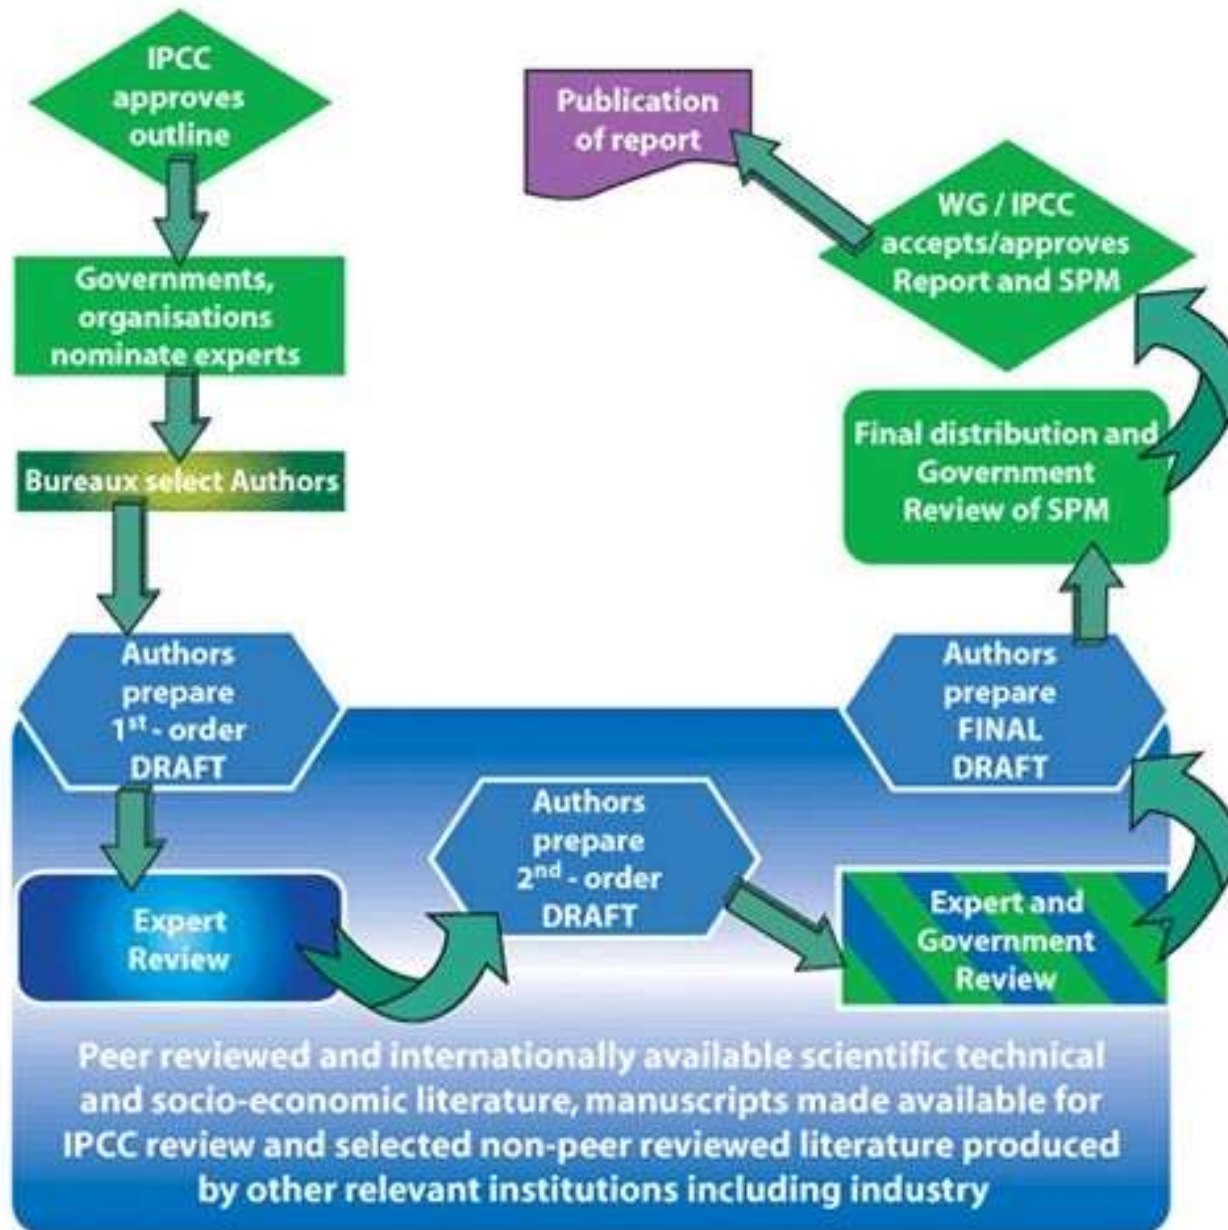 IPCC
approves
outline
Governments,
organisations
nominate experts
Bureaux select Authors
Authors
prepare
1st - order
DRAFT
Expert
Review
Authors
prepare
2nd - order
DRAFT
Expert and
Government
Review
Authors
prepare
FINAL
DRAFT
Final distribution and
Government
Review of SPM
WG / IPCC
accepts/approves
Report and SPM
Publication
of report
Peer reviewed and internationally available scientific technical
and socio-economic literature, manuscripts made available for
IPCC review and selected non-peer reviewed literature produced
by other relevant institutions including industry